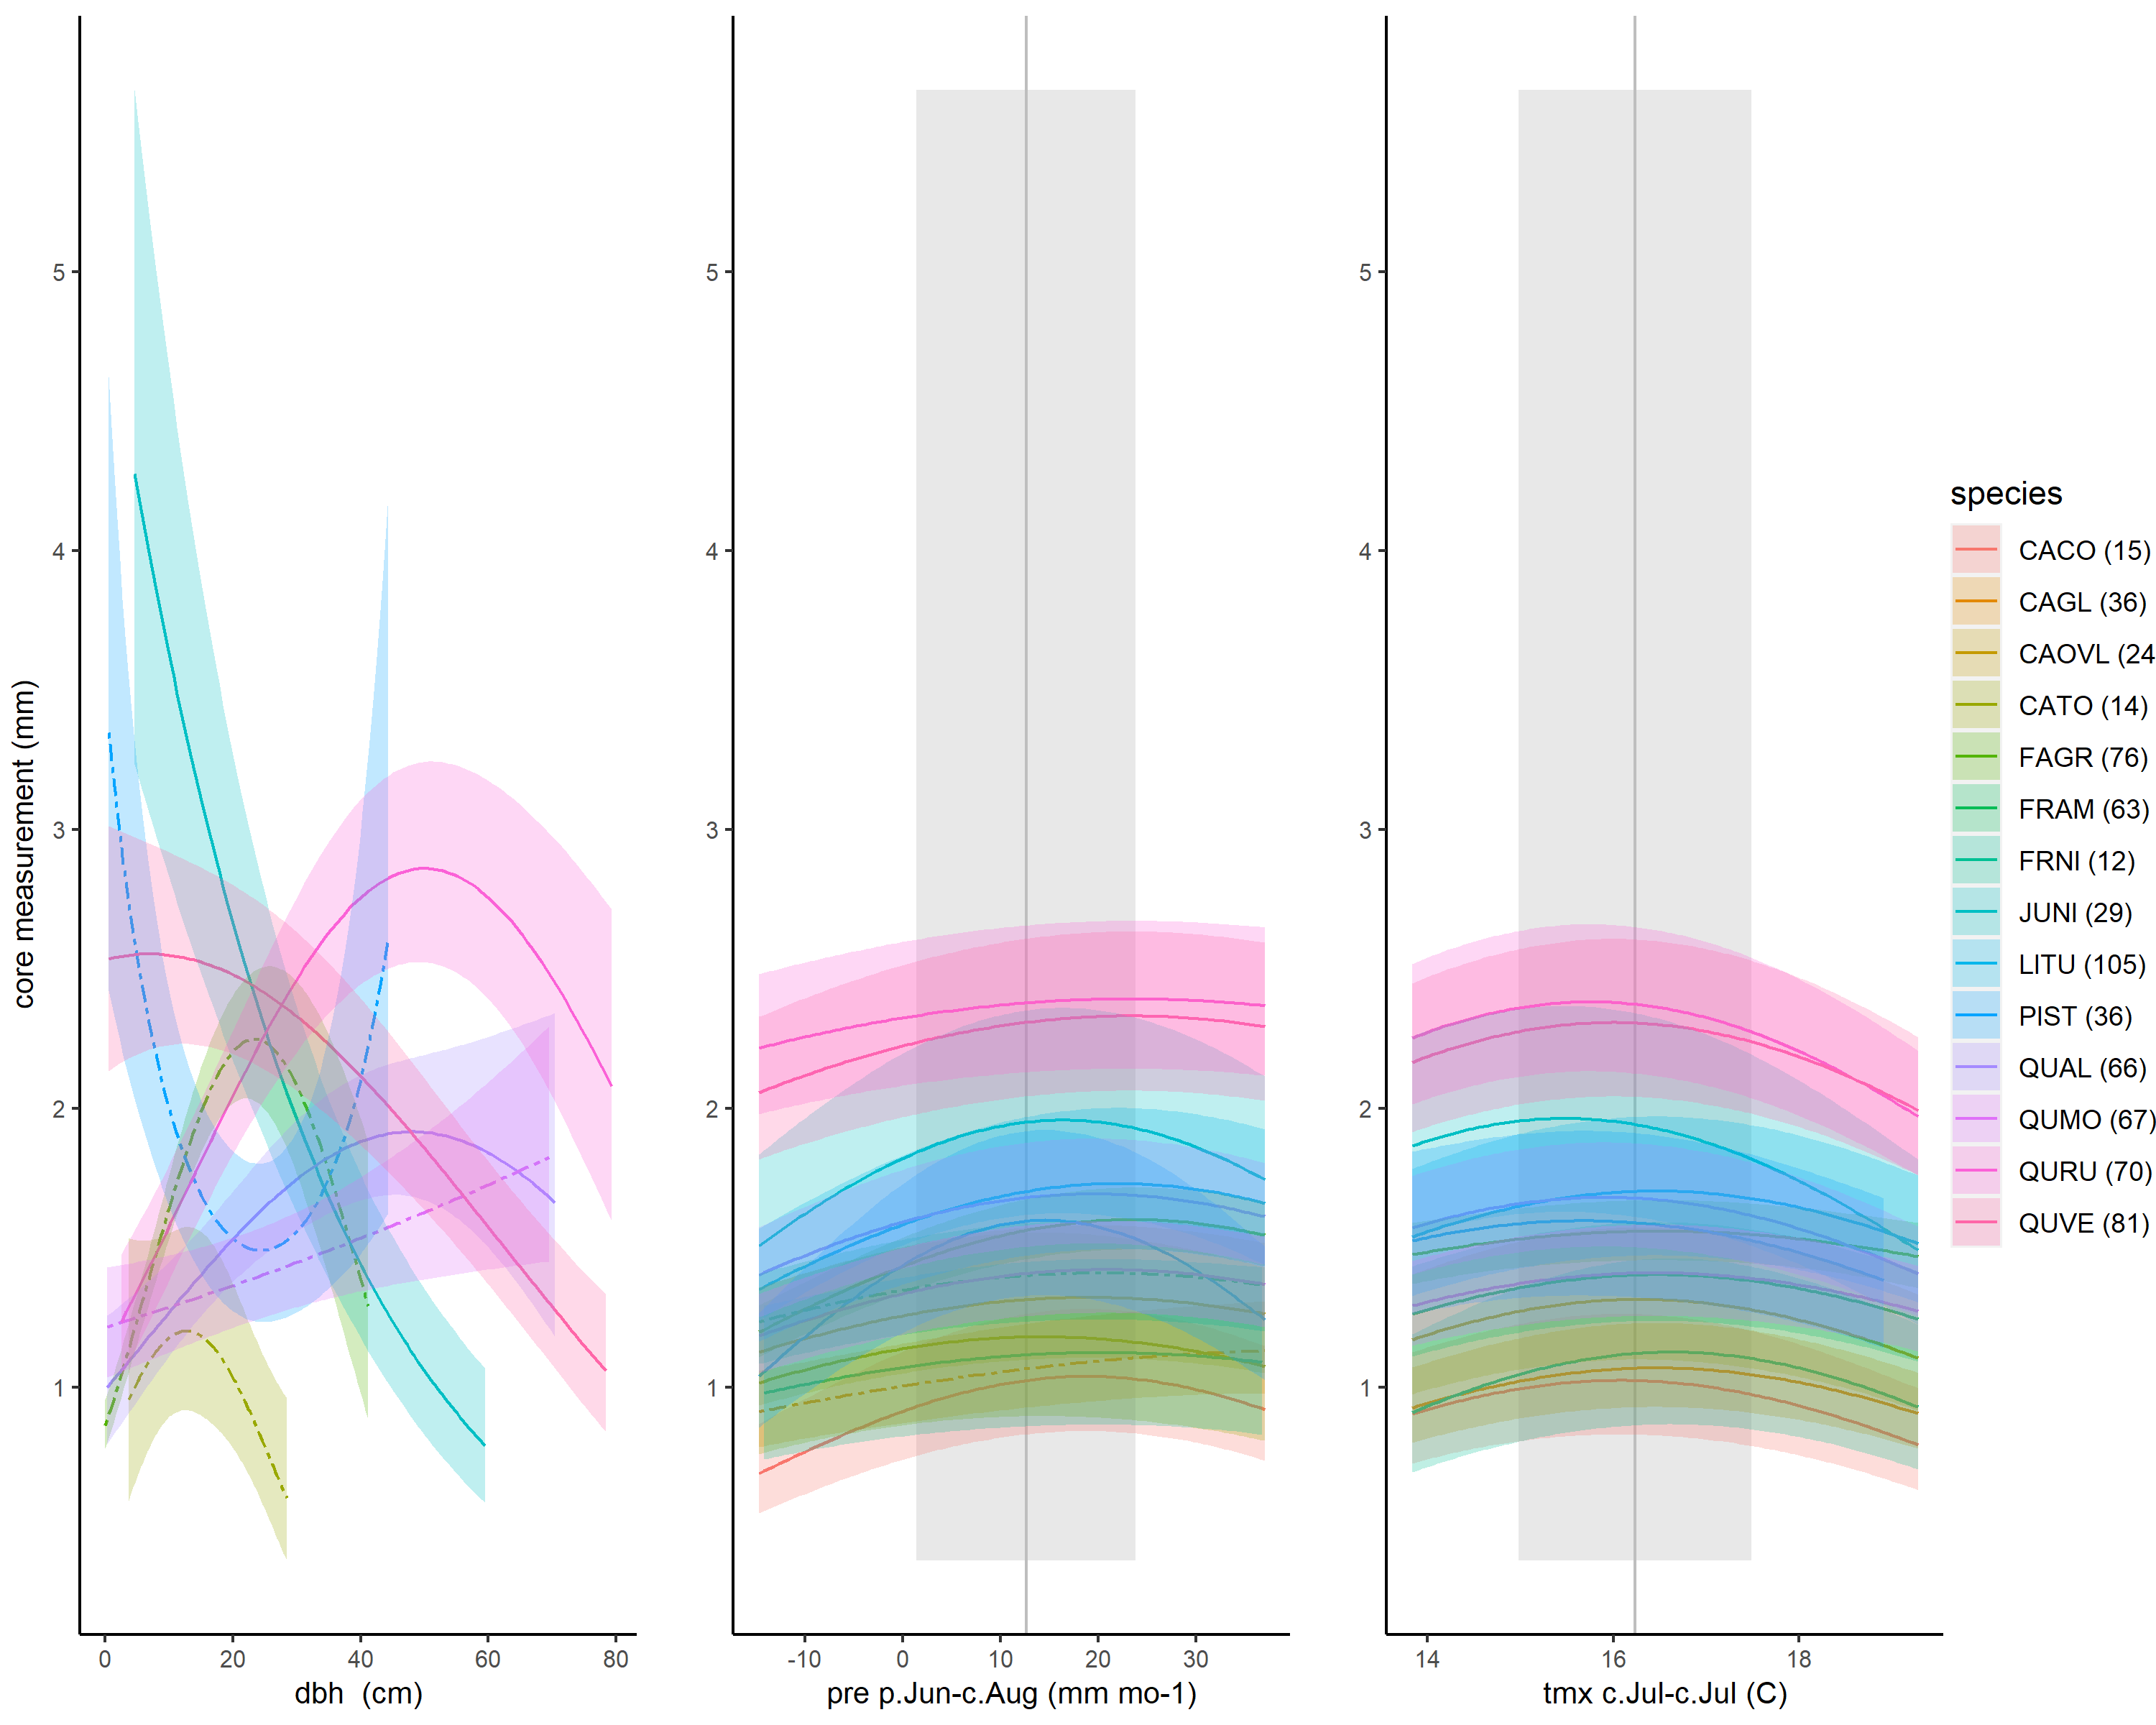 core measurement (mm)
5
4
3
2
1
0 20 40 60 80
dbh (cm)
5
4
3
2
1
-10 0 10 20 30
pre p.Jun-c.Aug (mm mo-1)
5
4
3
2
1
14 16 18
tmx c.Jul-c.Jul (C)
species
CACO (15)
CAGL (36)
CAOVL (24
CATO (14)
FAGR (76)
FRAM (63)
FRNI (12)
JUNI (29)
LITU (105)
PIST (36)
QUAL (66)
QUMO (67)
QURU (70)
QUVE (81)